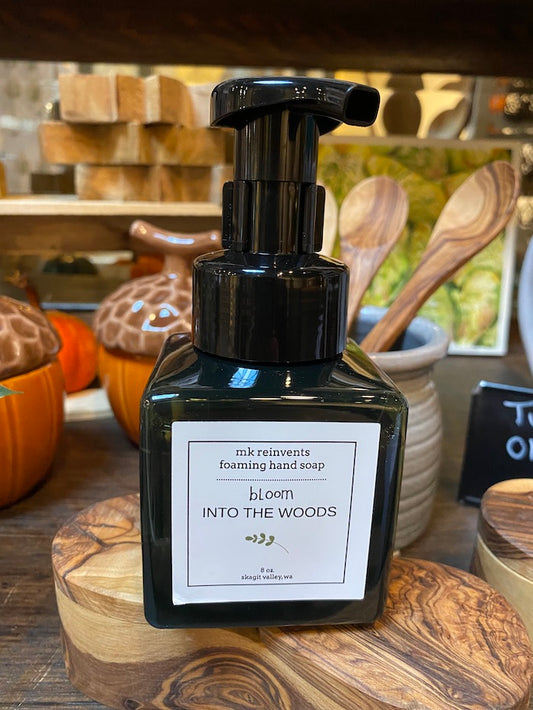 mk reinvents
foaming hand soap
bloom
INTO THE WOODS
8 oz.
skagit valley, wa